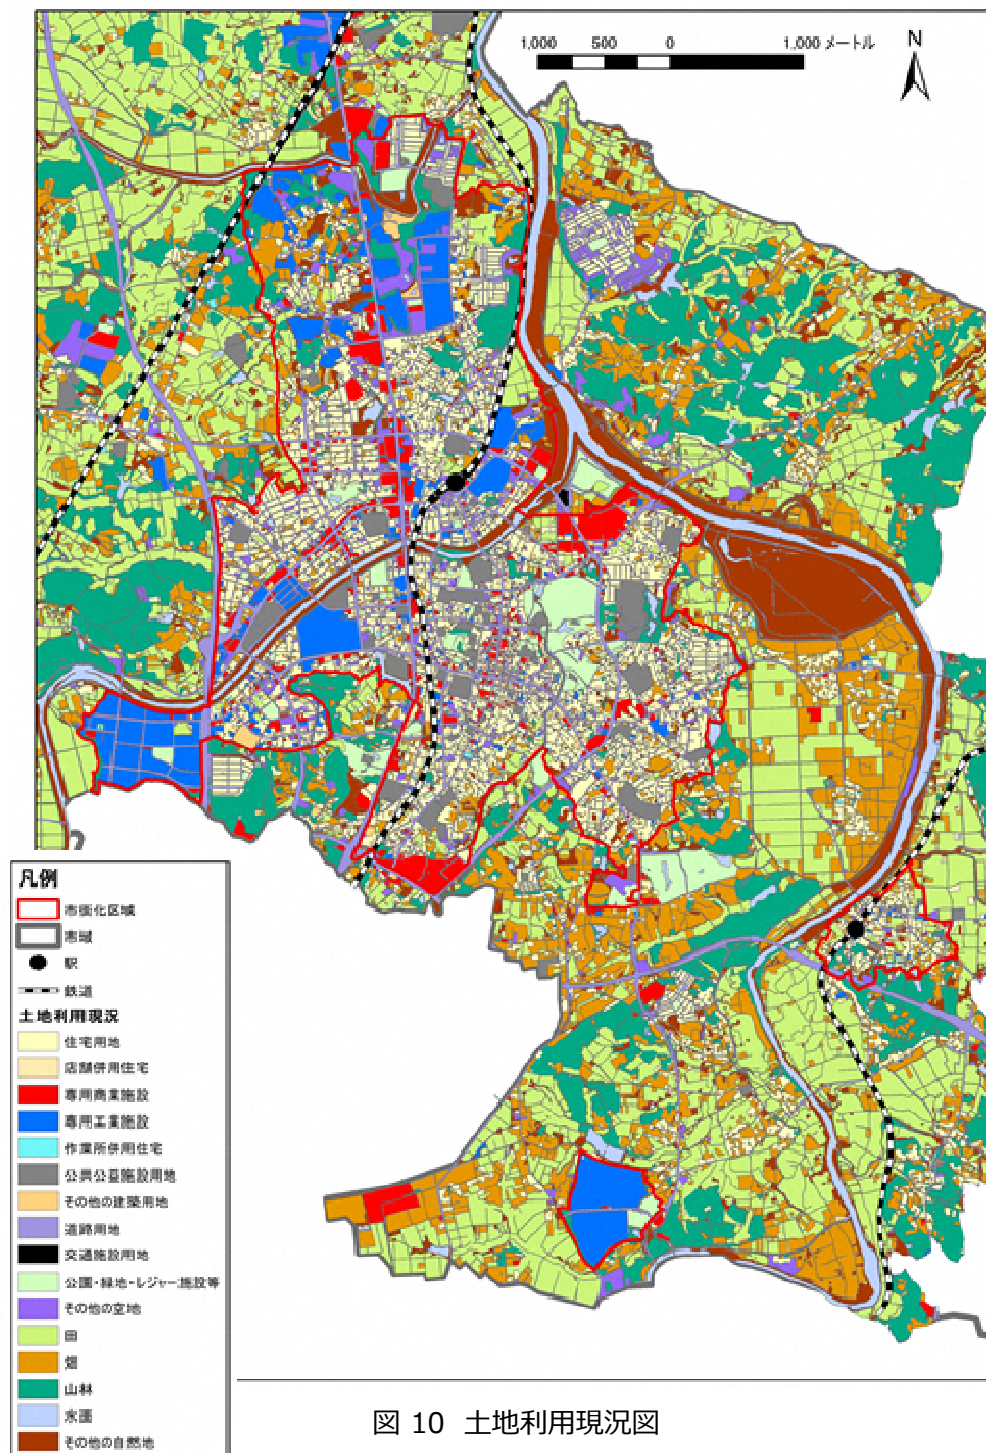 1,000 500 0 1,000 メートル
N
凡例
市街化区域
市域
駅
鉄道
土地利用現況
住宅用地
店舗併用住宅
専用商業施設
専用工業施設
作業所併用住宅
公共公益施設用地
その他の建築用地
道路用地
交通施設用地
公園・緑地・レジャー施設等
その他の空地
田
畑
山林
水面
その他の自然地
図 10 土地利用現況図